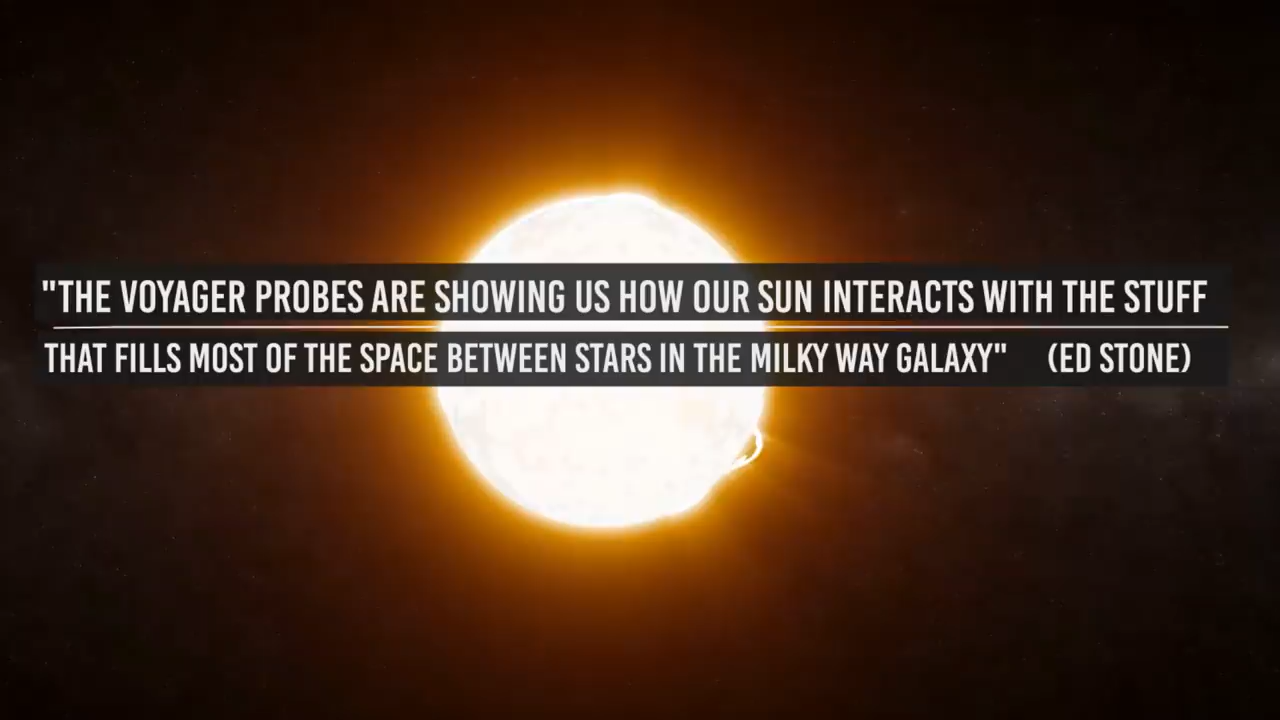 "THE VOYAGER PROBES ARE SHOWING US HOW OUR SUN INTERACTS WITH THE STUFF
THAT FILLS MOST OF THE SPACE BETWEEN STARS IN THE MILKY WAY GALAXY" (ED STONE)